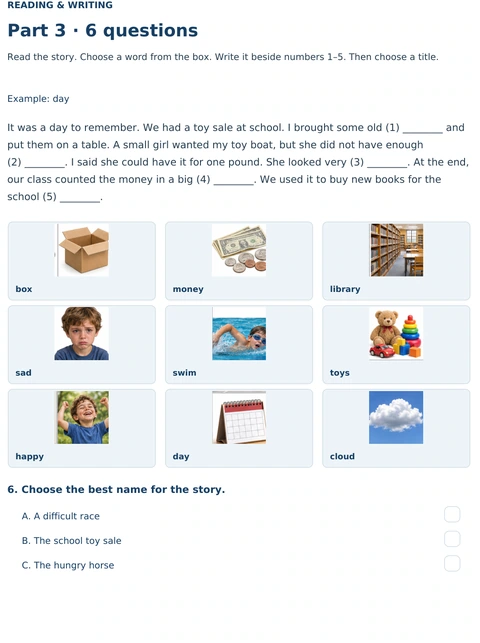 READING & WRITING
Part 3 · 6 questions
Read the story. Choose a word from the box. Write it beside numbers 1–5. Then choose a title.
Example: day
It was a day to remember. We had a toy sale at school. I brought some old (1) ________ and
put them on a table. A small girl wanted my toy boat, but she did not have enough
(2) ________. I said she could have it for one pound. She looked very (3) ________. At the end,
our class counted the money in a big (4) ________. We used it to buy new books for the
school (5) ________.
box
money
library
sad
swim
toys
happy
day
cloud
6. Choose the best name for the story.
A. A difficult race
B. The school toy sale
C. The hungry horse